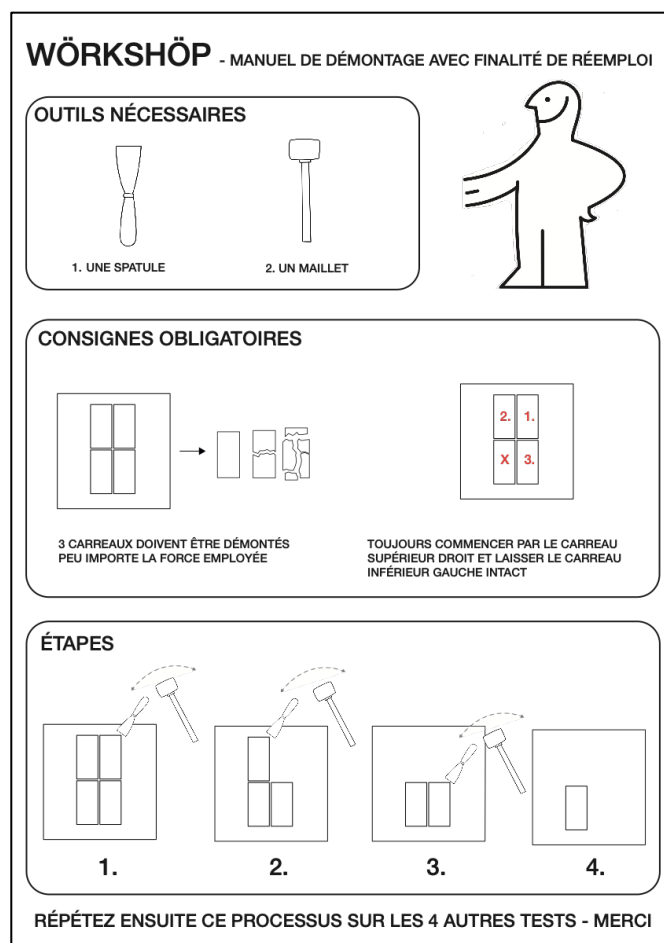 WÖRKSHÖP - MANUEL DE DÉMONTAGE AVEC FINALITÉ DE RÉEMPLOI
OUTILS NÉCESSAIRES
1. UNE SPATULE
2. UN MAILLET
CONSIGNES OBLIGATOIRES
2. 1.
X 3.
3 CARREAUX DOIVENT ÊTRE DÉMONTÉS
PEU IMPORTE LA FORCE EMPLOYÉE
TOUJOURS COMMENCER PAR LE CARREAU
SUPÉRIEUR DROIT ET LAISSER LE CARREAU
INFÉRIEUR GAUCHE INTACT
ÉTAPES
1.
2.
3.
4.
RÉPÉTEZ ENSUITE CE PROCESSUS SUR LES 4 AUTRES TESTS - MERCI